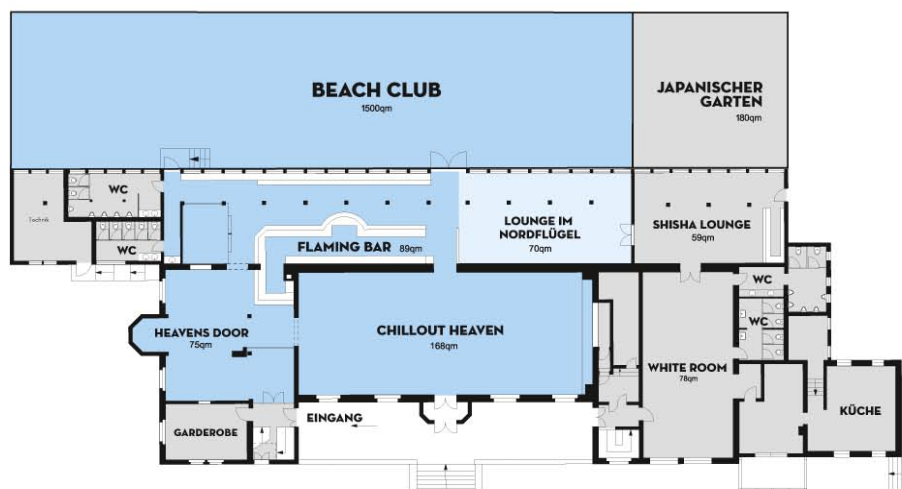 BEACH CLUB
1500qm
JAPANISCHER
GARTEN
180qm
WC
Technik
WC
FLAMING BAR 89qm
LOUNGE IM
NORDFLÜGEL
70qm
SHISHA LOUNGE
59qm
WC
WC
HEAVENS DOOR
75qm
CHILLOUT HEAVEN
168qm
WHITE ROOM
78qm
KÜCHE
GARDEROBE
EINGANG